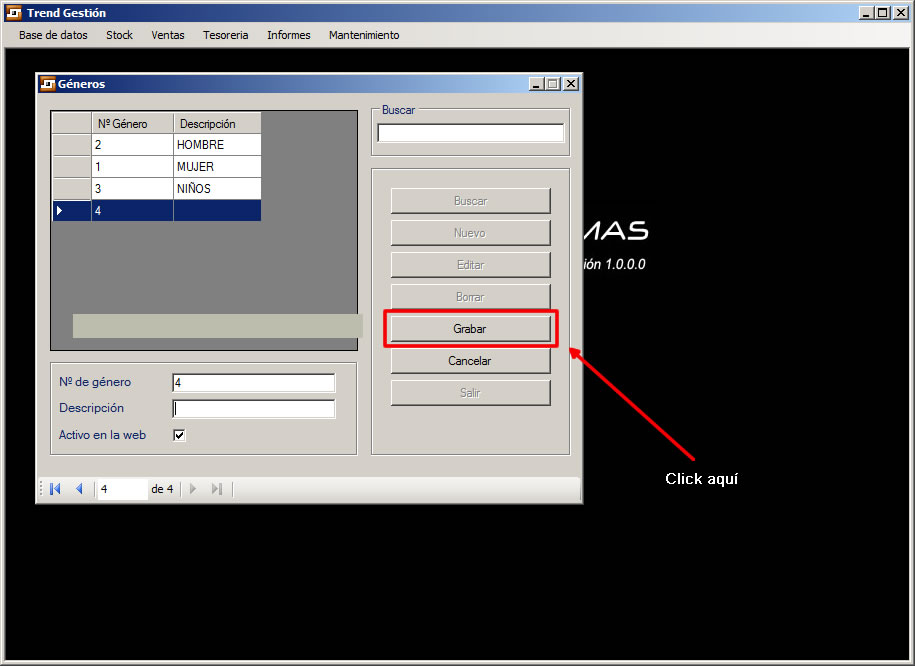 Trend Gestión
Base de datos Stock Ventas Tesoreria Informes Mantenimiento
Géneros
Nº Género Descripción
2 HOMBRE
1 MUJER
3 NIÑOS
4
Buscar
Buscar
Nuevo
Editar
Borrar
Grabar
Cancelar
Salir
MAS
ión 1.0.0.0
Nº de género 4
Descripción
Activo en la web
4 de 4
Click aquí